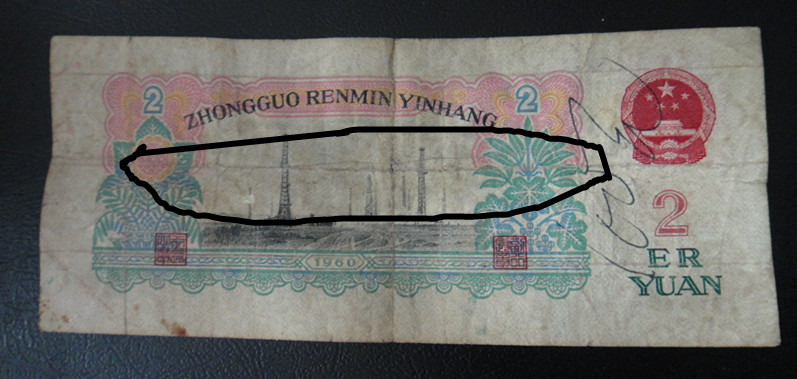 2
2
ZHONGGUO RENMIN YINHANG
1960
2
ER
YUAN